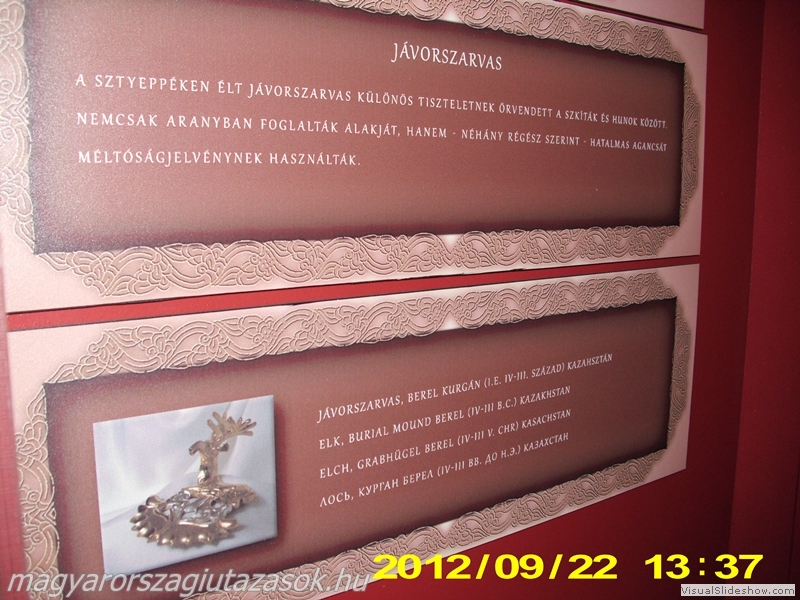 JÁVORSZARVAS
A SZTYEPPÉKEN ÉLT JÁVORSZARVAS KÜLÖNÖS TISZTELETNEK ÖRVENDETT A SZKÍTÁK ÉS HUNOK KÖZÖTT.
NEMCSAK ARANYBAN FOGLALTÁK ALAKJÁT, HANEM - NÉHÁNY RÉGÉSZ SZERINT - HATALMAS AGANCSÁT
MÉLTÓSÁGJELVÉNYNEK HASZNÁLTÁK.
JÁVORSZARVAS, BEREL KURGÁN (I.E. IV-III. SZÁZAD) KAZAHSZTÁN
ELK, BURIAL MOUND BEREL (IV-III B.C.) KAZAKHSTAN
ELCH, GRABHÜGEL BEREL (IV-III V. CHR) KASACHSTAN
ЛОСЬ, КУРГАН БЕРЕЛ (IV-III ВВ. ДО Н.Э.) КАЗАХСТАН
magyarorszagiutazasok.hu
2012/09/22 13:37
VisualSlideshow.com